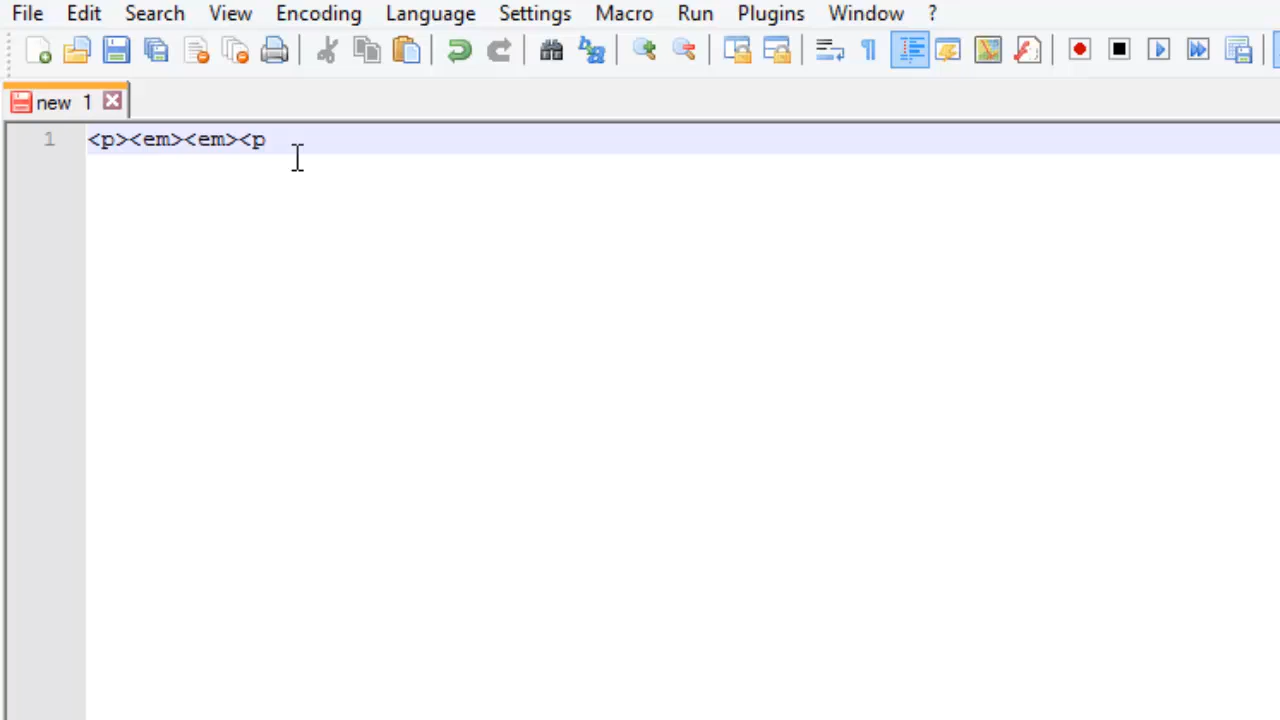 File Edit Search View Encoding Language Settings Macro Run Plugins Window ?
new 1
1 <p><em><em><p